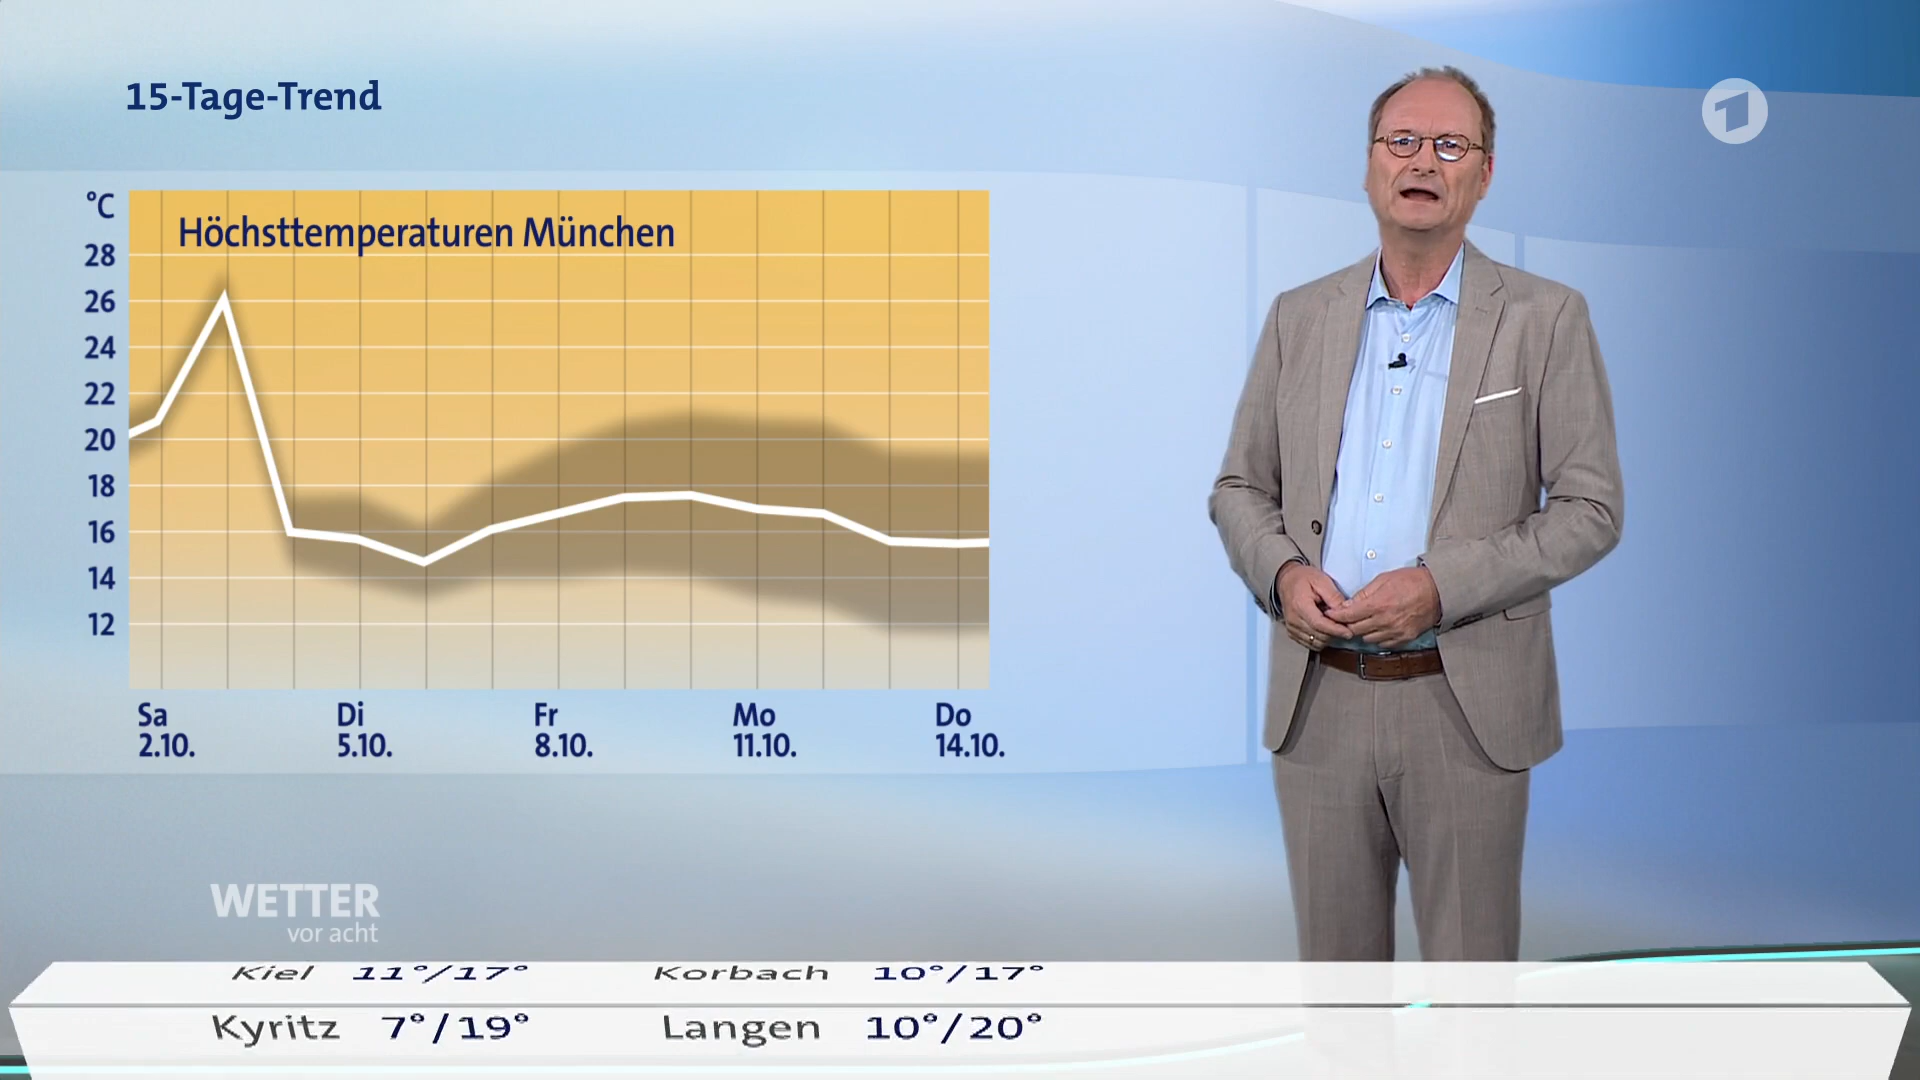 15-Tage-Trend
°C
Höchsttemperaturen München
28
26
24
22
20
18
16
14
12
Sa Di Fr Mo Do
2.10. 5.10. 8.10. 11.10. 14.10.
WETTER
vor acht
Kiel 11°/17° Korbach 10°/17°
Kyritz 7°/19° Langen 10°/20°
1